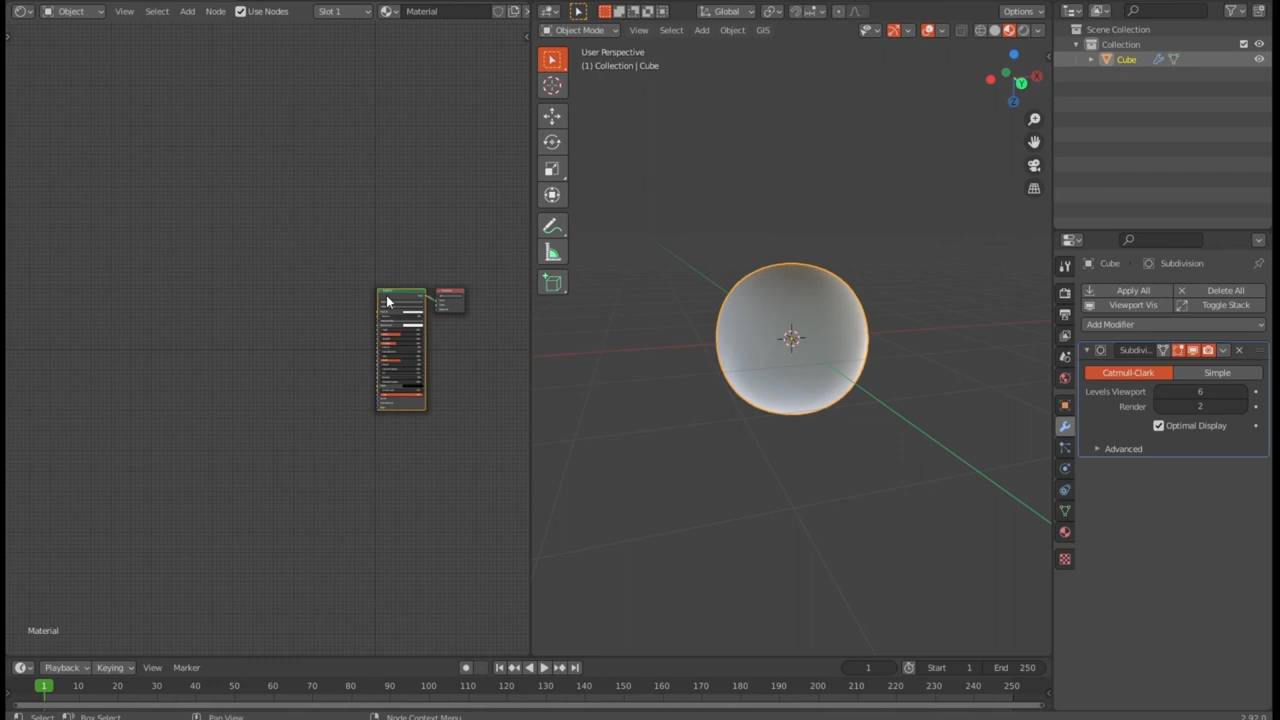 Object View Select Add Node Use Nodes Slot 1 Material
Global Options
Object Mode View Select Add Object GIS
User Perspective
(1) Collection | Cube
X
Y
Z
Scene Collection
Collection
Cube
Cube Subdivision
Apply All Delete All
Viewport Vis Toggle Stack
Add Modifier
Subdivi..
Catmull-Clark Simple
Levels Viewport 6
Render 2
Optimal Display
Advanced
Material
Playback Keying View Marker 1 Start 1 End 250
1 10 20 30 40 50 60 70 80 90 100 110 120 130 140 150 160 170 180 190 200 210 220 230 240 250
Select Box Select Pan View Node Context Menu 2.92.0